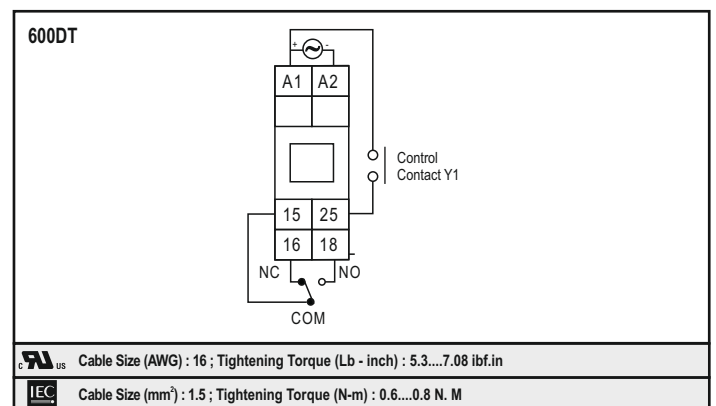 600DT
+ -
A1 A2
Control
Contact Y1
15 25
16 18
NC NO
COM
c RU us Cable Size (AWG) : 16 ; Tightening Torque (Lb - inch) : 5.3....7.08 ibf.in
IEC Cable Size (mm²) : 1.5 ; Tightening Torque (N-m) : 0.6....0.8 N. M